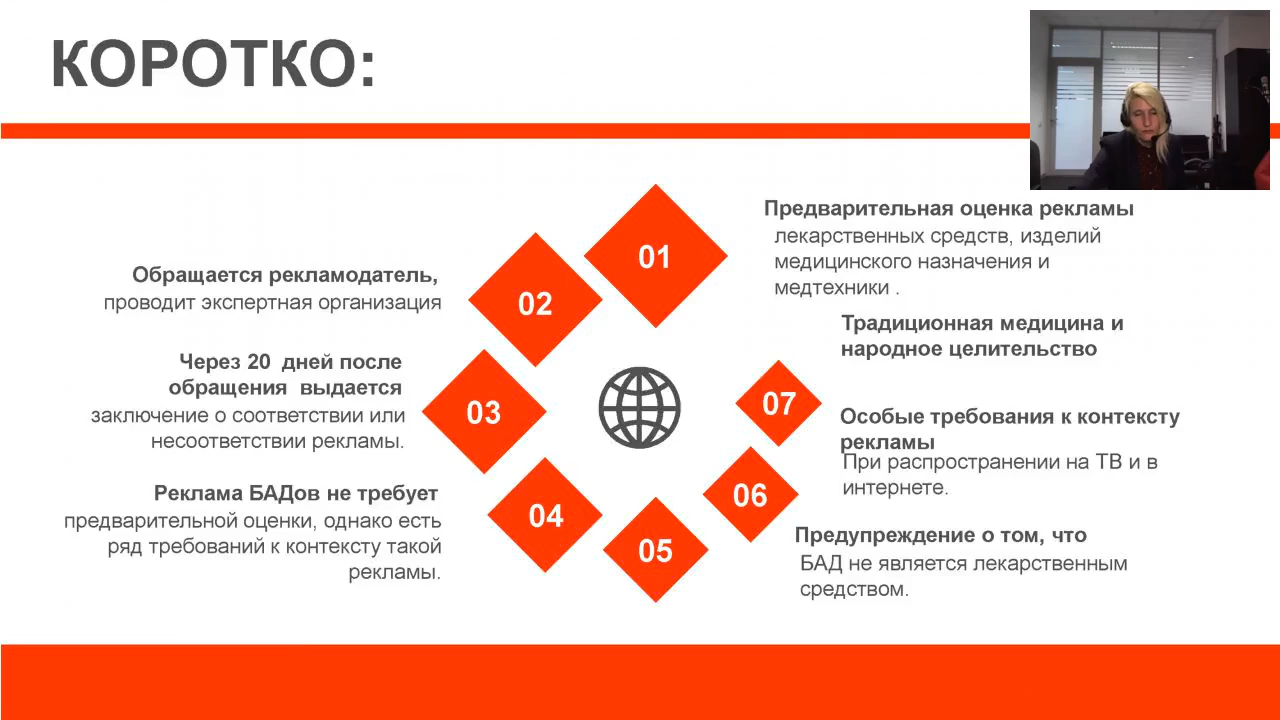 КОРОТКО:
01
Предварительная оценка рекламы
лекарственных средств, изделий
медицинского назначения и
медтехники .
02
Обращается рекламодатель,
проводит экспертная организация
03
Через 20  дней после
обращения  выдается
заключение о соответствии или
несоответствии рекламы.
04
Реклама БАДов не требует
предварительной оценки, однако есть
ряд требований к контексту такой
рекламы.
05
Предупреждение о том, что
БАД не является лекарственным
средством.
06
Особые требования к контексту
рекламы
При распространении на ТВ и в
интернете.
07
Традиционная медицина и
народное целительство